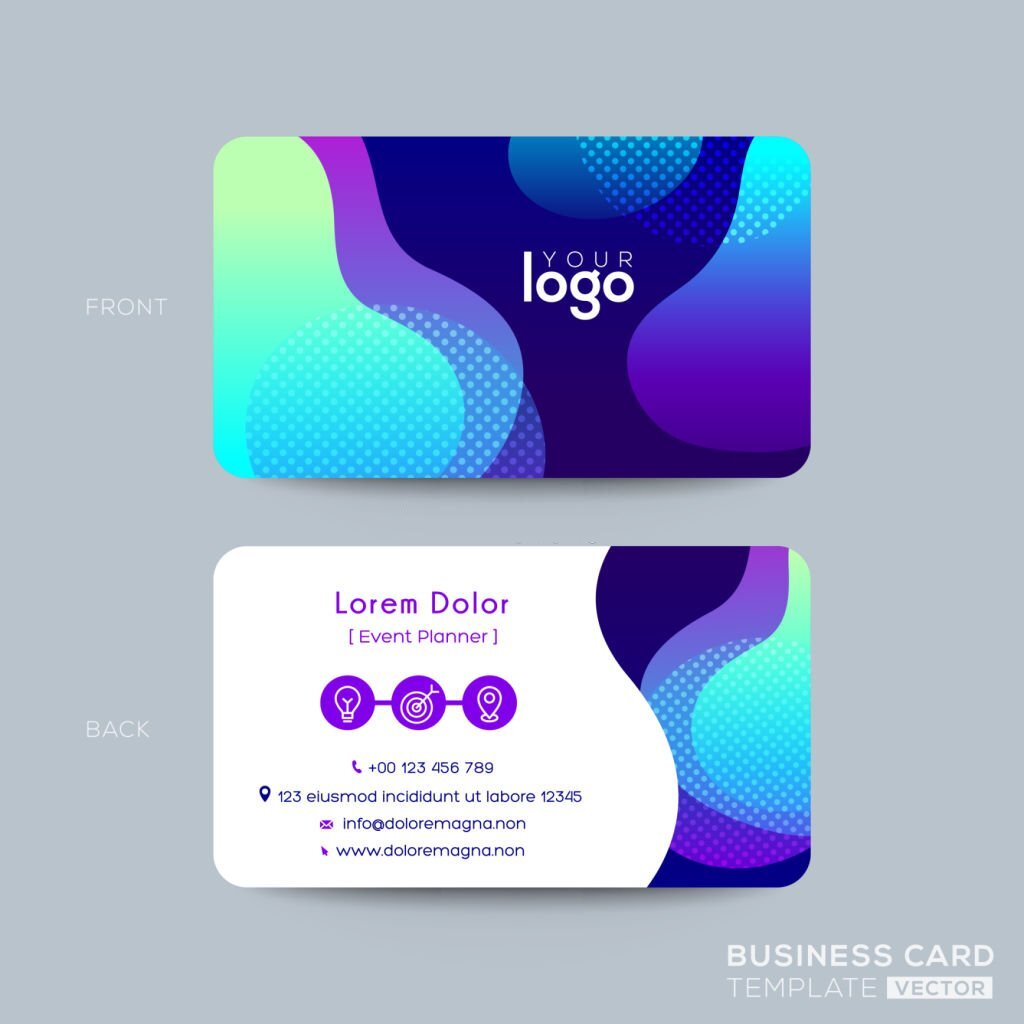 FRONT
YOUR
logo
BACK
Lorem Dolor
[ Event Planner ]
+00 123 456 789
123 eiusmod incididunt ut labore 12345
info@doloremagna.non
www.doloremagna.non
BUSINESS CARD
TEMPLATE VECTOR